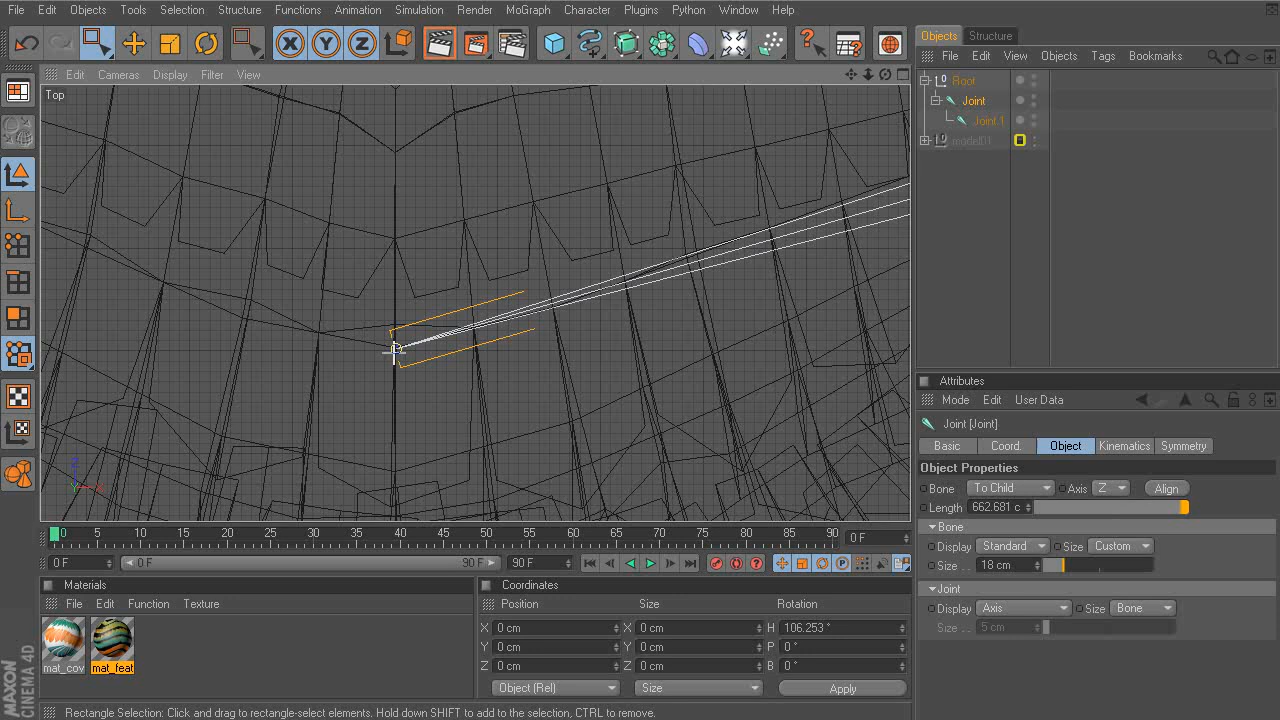 File Edit Objects Tools Selection Structure Functions Animation Simulation Render MoGraph Character Plugins Python Window Help
Objects Structure
File Edit View Objects Tags Bookmarks
Edit Cameras Display Filter View
Top
Root
Joint
Joint.1
model01
Attributes
Mode Edit User Data
Joint [Joint]
Basic Coord. Object Kinematics Symmetry
Object Properties
Bone To Child Axis Z Align
Length 662.681 c
Bone
Display Standard Size Custom
Size . . 18 cm
Joint
Display Axis Size Bone
Size . . 5 cm
0 5 10 15 20 25 30 35 40 45 50 55 60 65 70 75 80 85 90 0 F
0 F 0 F 90 F 90 F
Materials
File Edit Function Texture
mat_cov mat_feat
Coordinates
Position Size Rotation
X 0 cm X 0 cm H 106.253 °
Y 0 cm Y 0 cm P 0 °
Z 0 cm Z 0 cm B 0 °
Object (Rel) Size Apply
MAXON
CINEMA 4D
Rectangle Selection: Click and drag to rectangle-select elements. Hold down SHIFT to add to the selection, CTRL to remove.